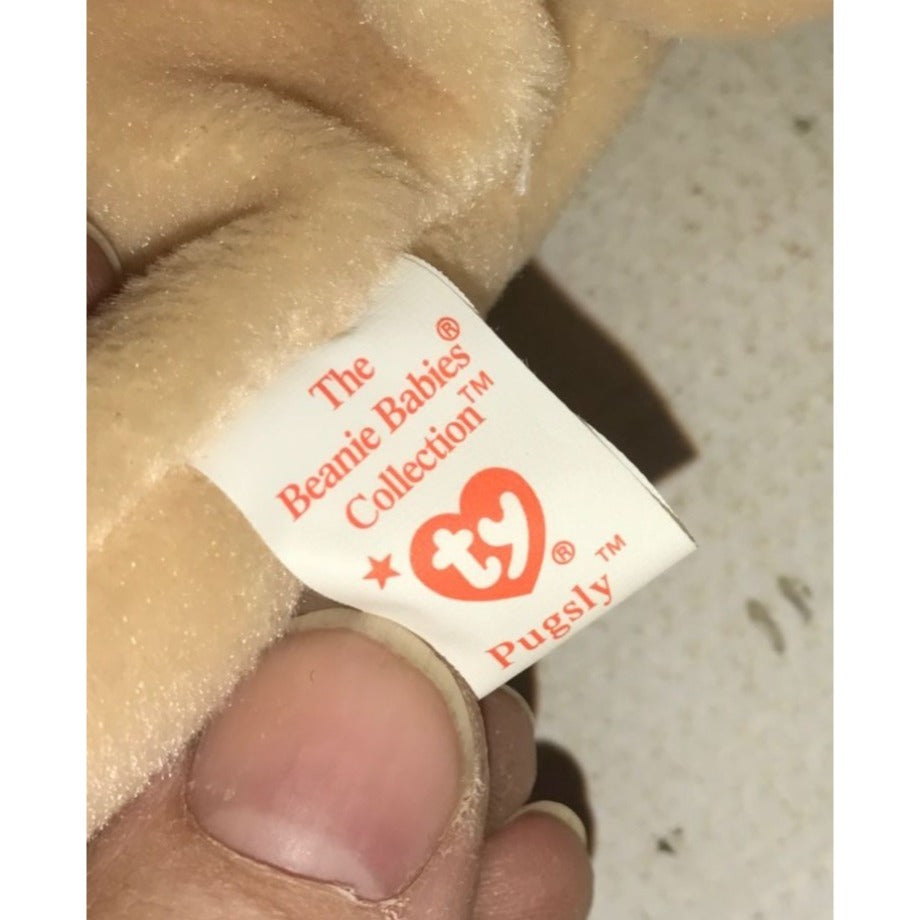 The
Beanie Babies®
Collection™
ty®
Pugsly™